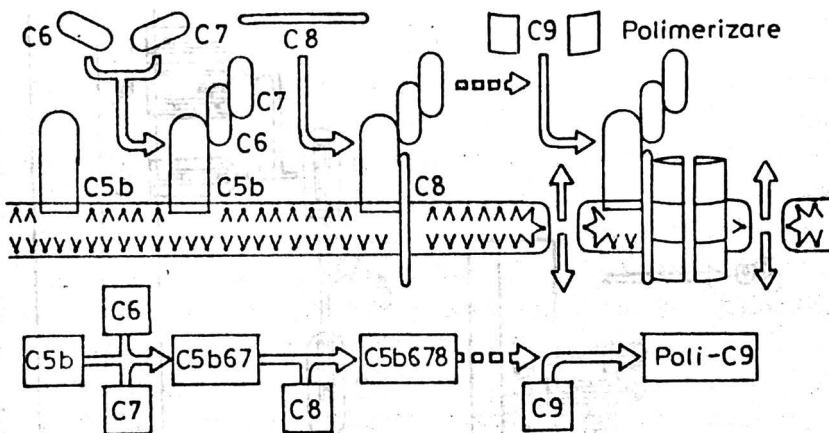 C6 C7 C8 C9 Polimerizare
C7
C6
C5b C5b C8
C6
C5b C5b67 C5b678 Poli-C9
C7 C8 C9